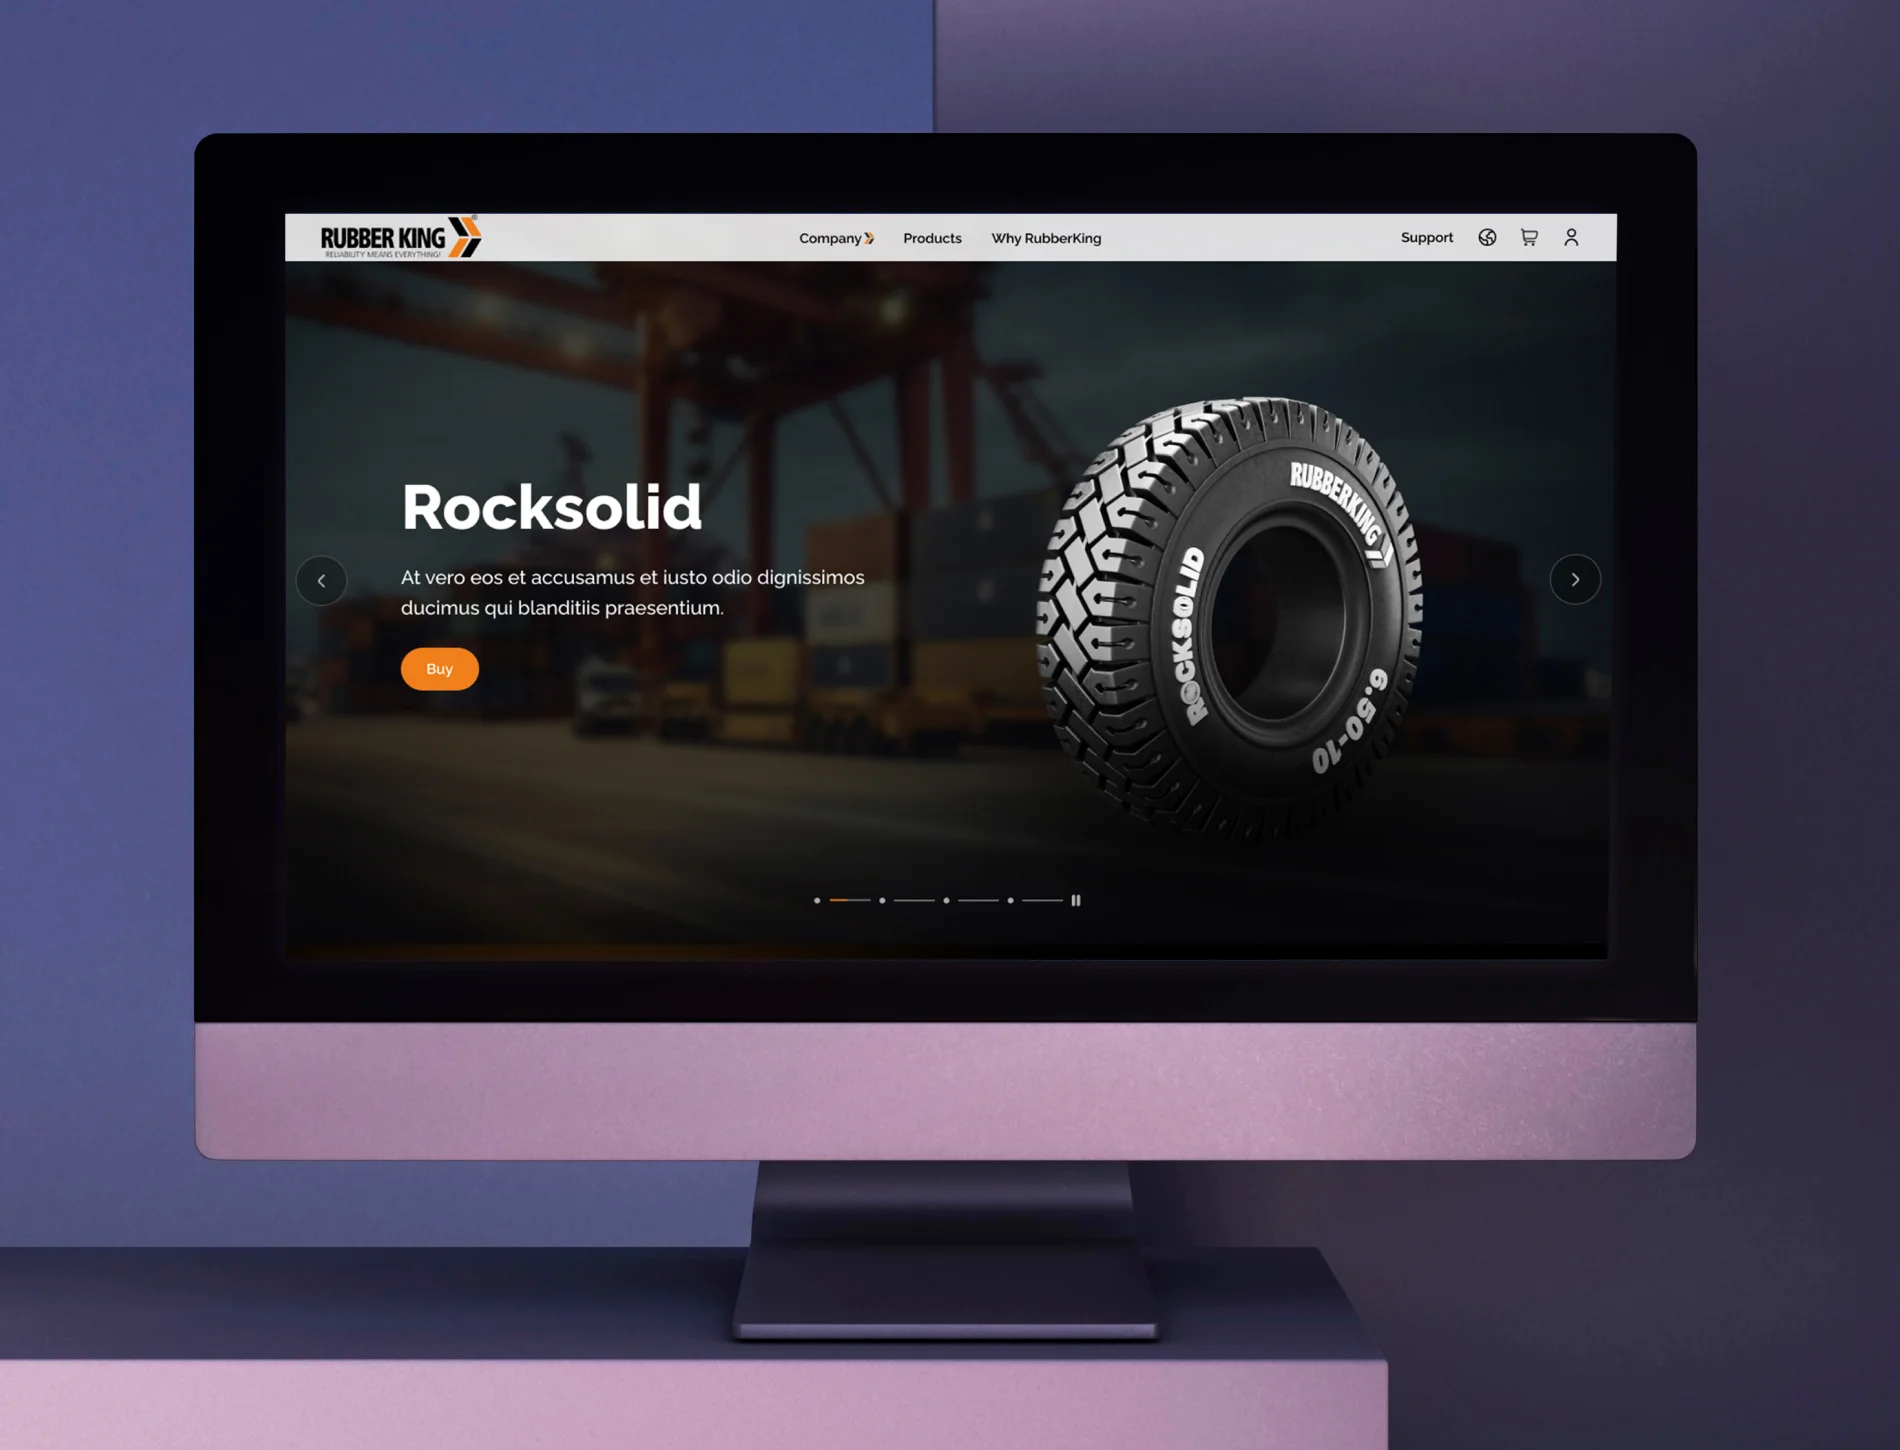 RUBBER KING
RELIABILITY MEANS EVERYTHING!
®
Company
Products
Why RubberKing
Support
Rocksolid
At vero eos et accusamus et iusto odio dignissimos
ducimus qui blanditiis praesentium.
Buy
RUBBERKING
ROCKSOLID
6.50-10